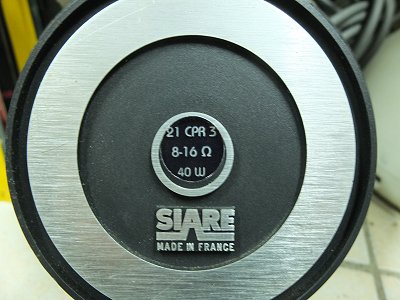 21 CPR 3
8-16 Ω
40 W
SIARE
MADE IN FRANCE